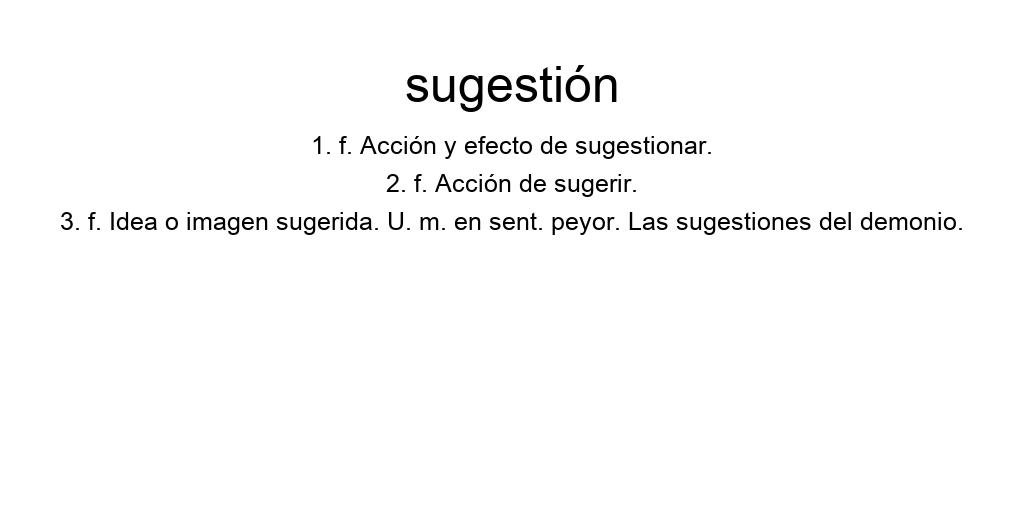 sugestión
1. f. Acción y efecto de sugestionar.
2. f. Acción de sugerir.
3. f. Idea o imagen sugerida. U. m. en sent. peyor. Las sugestiones del demonio.